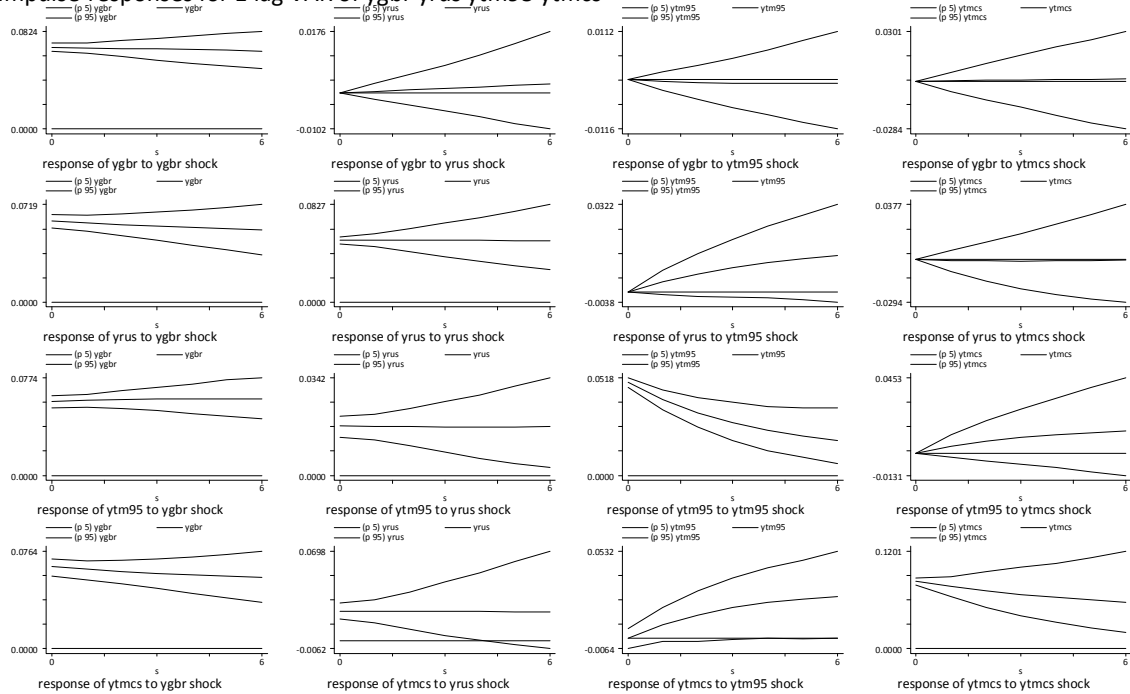 Impulse-responses for 1 lag VAR of ygbr yrus ytm95 ytmcs
(p 5) ygbr ygbr
(p 95) ygbr
0.0824
0.0000
0 6
s
response of ygbr to ygbr shock
(p 5) yrus yrus
(p 95) yrus
0.0176
-0.0102
0 6
s
response of ygbr to yrus shock
(p 5) ytm95 ytm95
(p 95) ytm95
0.0112
-0.0116
0 6
s
response of ygbr to ytm95 shock
(p 5) ytmcs ytmcs
(p 95) ytmcs
0.0301
-0.0284
0 6
s
response of ygbr to ytmcs shock
(p 5) ygbr ygbr
(p 95) ygbr
0.0719
0.0000
0 6
s
response of yrus to ygbr shock
(p 5) yrus yrus
(p 95) yrus
0.0827
0.0000
0 6
s
response of yrus to yrus shock
(p 5) ytm95 ytm95
(p 95) ytm95
0.0322
-0.0038
0 6
s
response of yrus to ytm95 shock
(p 5) ytmcs ytmcs
(p 95) ytmcs
0.0377
-0.0294
0 6
s
response of yrus to ytmcs shock
(p 5) ygbr ygbr
(p 95) ygbr
0.0774
0.0000
0 6
s
response of ytm95 to ygbr shock
(p 5) yrus yrus
(p 95) yrus
0.0342
0.0000
0 6
s
response of ytm95 to yrus shock
(p 5) ytm95 ytm95
(p 95) ytm95
0.0518
0.0000
0 6
s
response of ytm95 to ytm95 shock
(p 5) ytmcs ytmcs
(p 95) ytmcs
0.0453
-0.0131
0 6
s
response of ytm95 to ytmcs shock
(p 5) ygbr ygbr
(p 95) ygbr
0.0764
0.0000
0 6
s
response of ytmcs to ygbr shock
(p 5) yrus yrus
(p 95) yrus
0.0698
-0.0062
0 6
s
response of ytmcs to yrus shock
(p 5) ytm95 ytm95
(p 95) ytm95
0.0532
-0.0064
0 6
s
response of ytmcs to ytm95 shock
(p 5) ytmcs ytmcs
(p 95) ytmcs
0.1201
0.0000
0 6
s
response of ytmcs to ytmcs shock